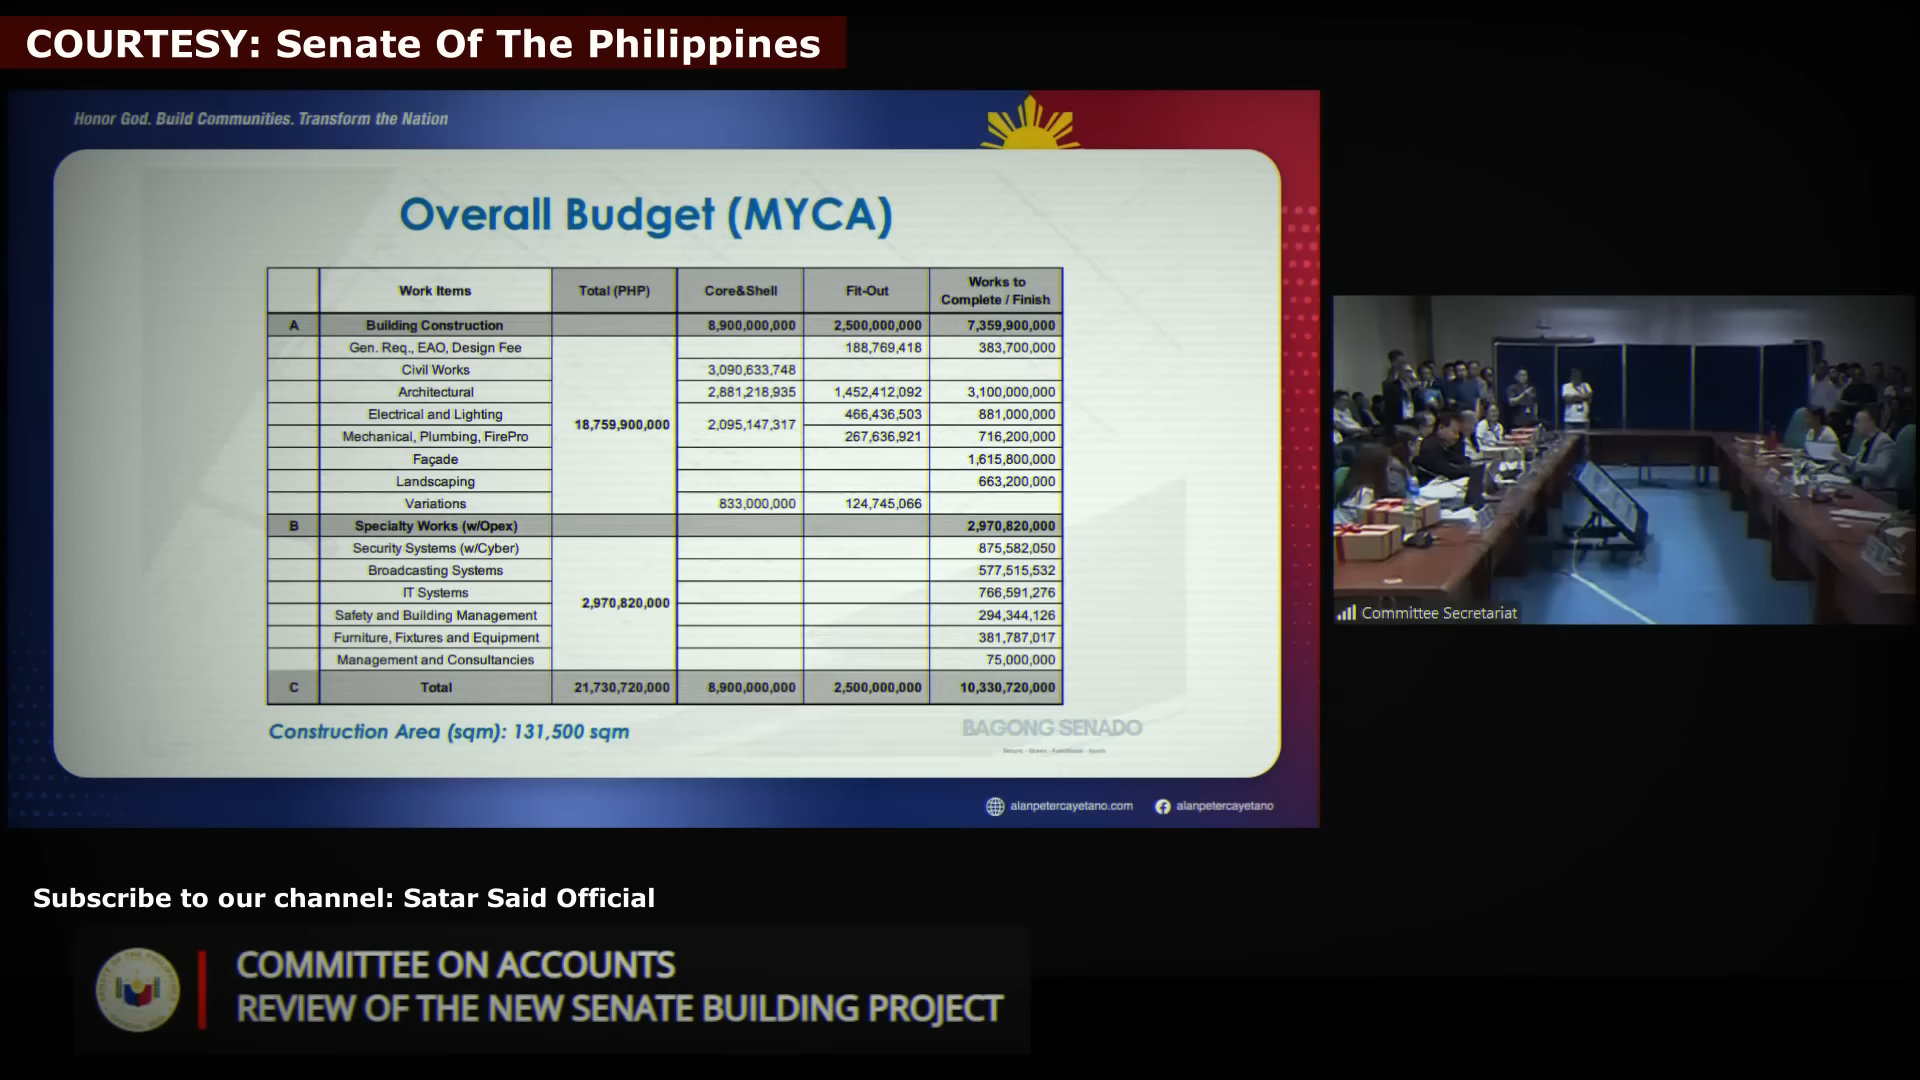 COURTESY: Senate Of The Philippines
Honor God. Build Communities. Transform the Nation
Overall Budget (MYCA)
Work Items Total (PHP) Core&Shell Fit-Out Works to Complete / Finish
A Building Construction 8,900,000,000 2,500,000,000 7,359,900,000
Gen. Req., EAO, Design Fee 188,769,418 383,700,000
Civil Works 3,090,633,748
Architectural 2,881,218,935 1,452,412,092 3,100,000,000
Electrical and Lighting 466,436,503 881,000,000
18,759,900,000 2,095,147,317
Mechanical, Plumbing, FirePro 267,636,921 716,200,000
Façade 1,615,800,000
Landscaping 663,200,000
Variations 833,000,000 124,745,066
B Specialty Works (w/Opex) 2,970,820,000
Security Systems (w/Cyber) 875,582,050
Broadcasting Systems 577,515,532
IT Systems 766,591,276
2,970,820,000
Safety and Building Management 294,344,126
Furniture, Fixtures and Equipment 381,787,017
Management and Consultancies 75,000,000
C Total 21,730,720,000 8,900,000,000 2,500,000,000 10,330,720,000
Construction Area (sqm): 131,500 sqm
BAGONG SENADO
alanpetercayetano.com alanpetercayetano
Committee Secretariat
Subscribe to our channel: Satar Said Official
COMMITTEE ON ACCOUNTS
REVIEW OF THE NEW SENATE BUILDING PROJECT